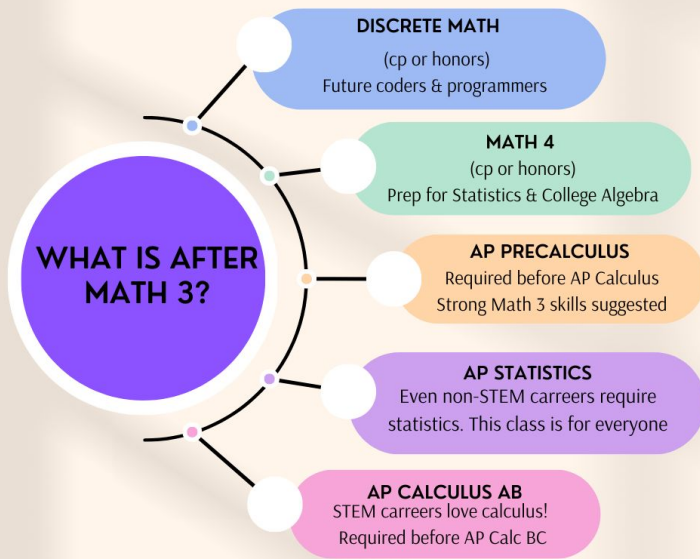 DISCRETE MATH
(cp or honors)
Future coders & programmers
MATH 4
(cp or honors)
Prep for Statistics & College Algebra
WHAT IS AFTER
MATH 3?
AP PRECALCULUS
Required before AP Calculus
Strong Math 3 skills suggested
AP STATISTICS
Even non-STEM carreers require
statistics. This class is for everyone
AP CALCULUS AB
STEM carreers love calculus!
Required before AP Calc BC